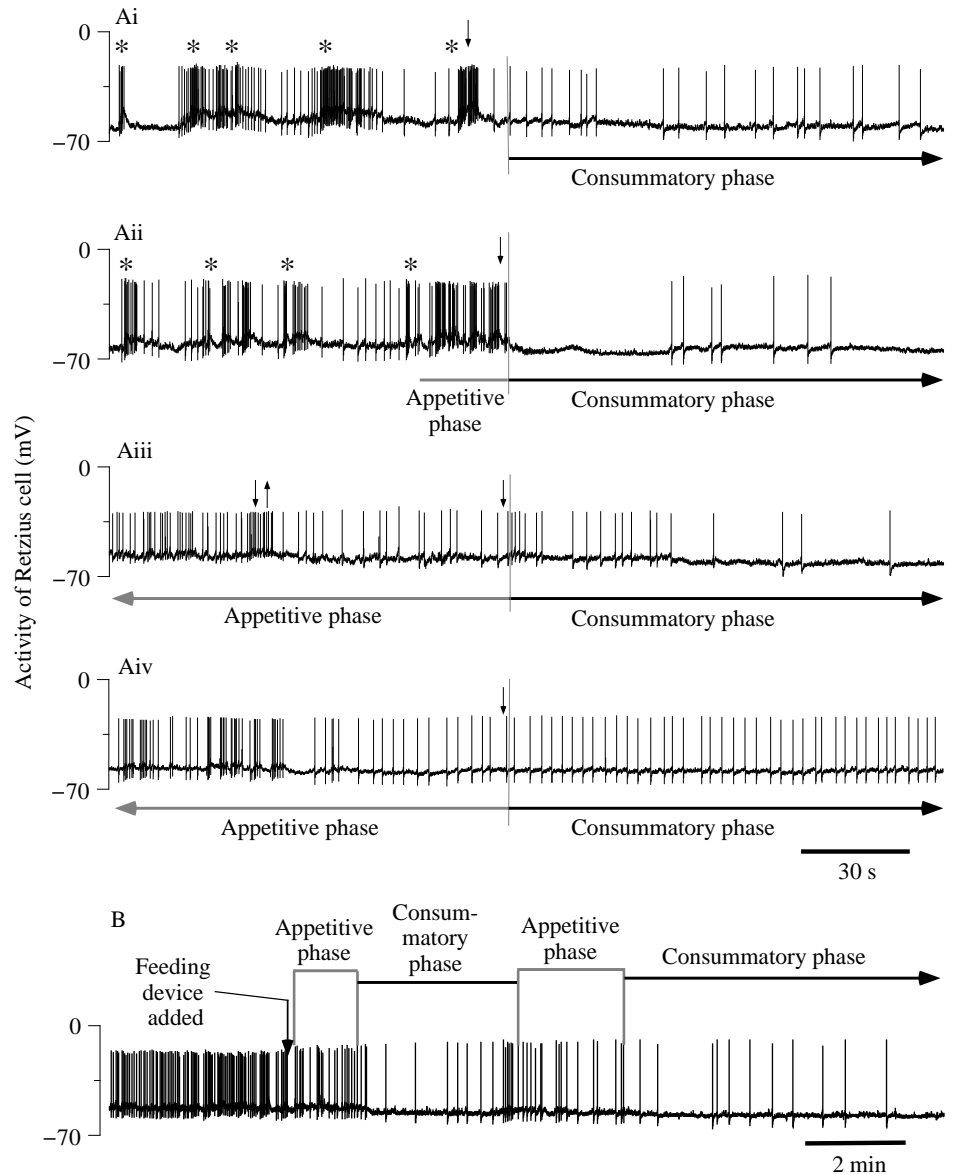 Activity of Retzius cell (mV)
Ai
0
* * * * *
−70
Consummatory phase
Aii
0
* * * *
−70
Appetitive
phase
Consummatory phase
Aiii
0
−70
Appetitive phase
Consummatory phase
Aiv
0
−70
Appetitive phase
Consummatory phase
30 s
B
Feeding
device
added
Appetitive
phase
Consum-
matory
phase
Appetitive
phase
Consummatory phase
0
−70
2 min